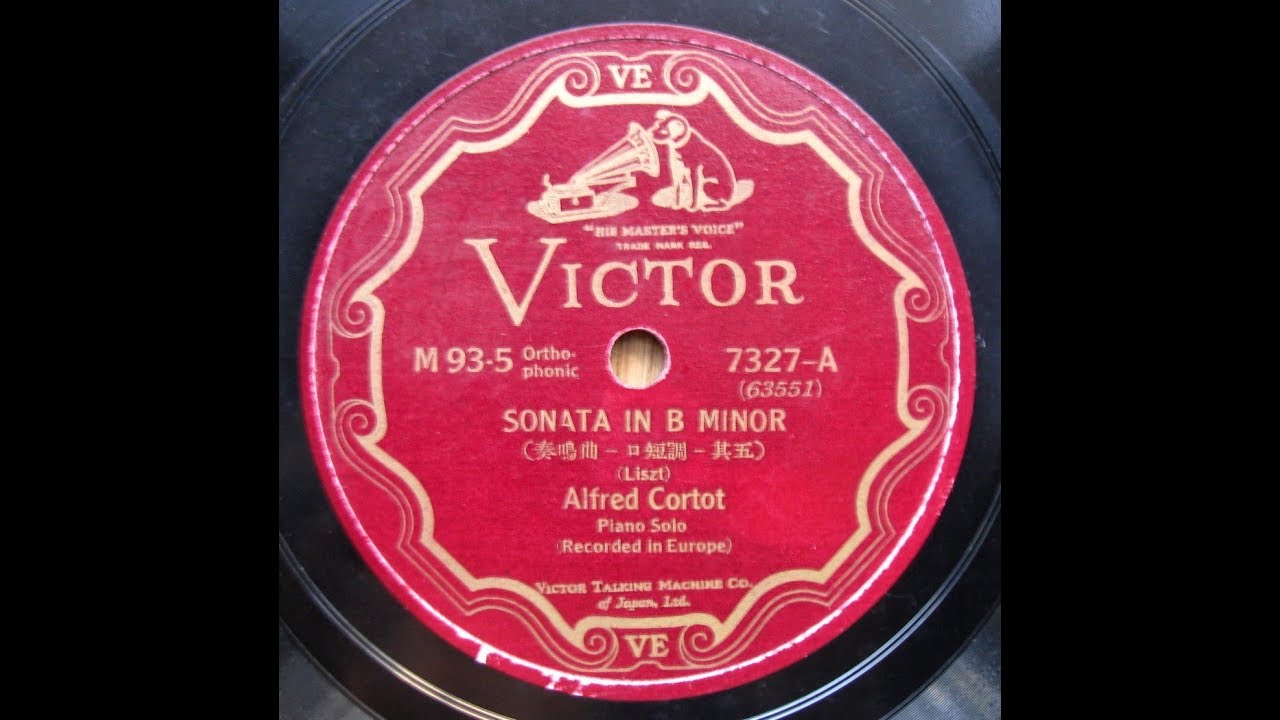 VE
"HIS MASTER'S VOICE"
TRADE MARK REG.
VICTOR
M 93-5 Ortho-phonic 7327-A
(63551)
SONATA IN B MINOR
(奏鳴曲－ロ短調－其五)
(Liszt)
Alfred Cortot
Piano Solo
(Recorded in Europe)
VICTOR TALKING MACHINE CO.
of Japan, Ltd.
VE